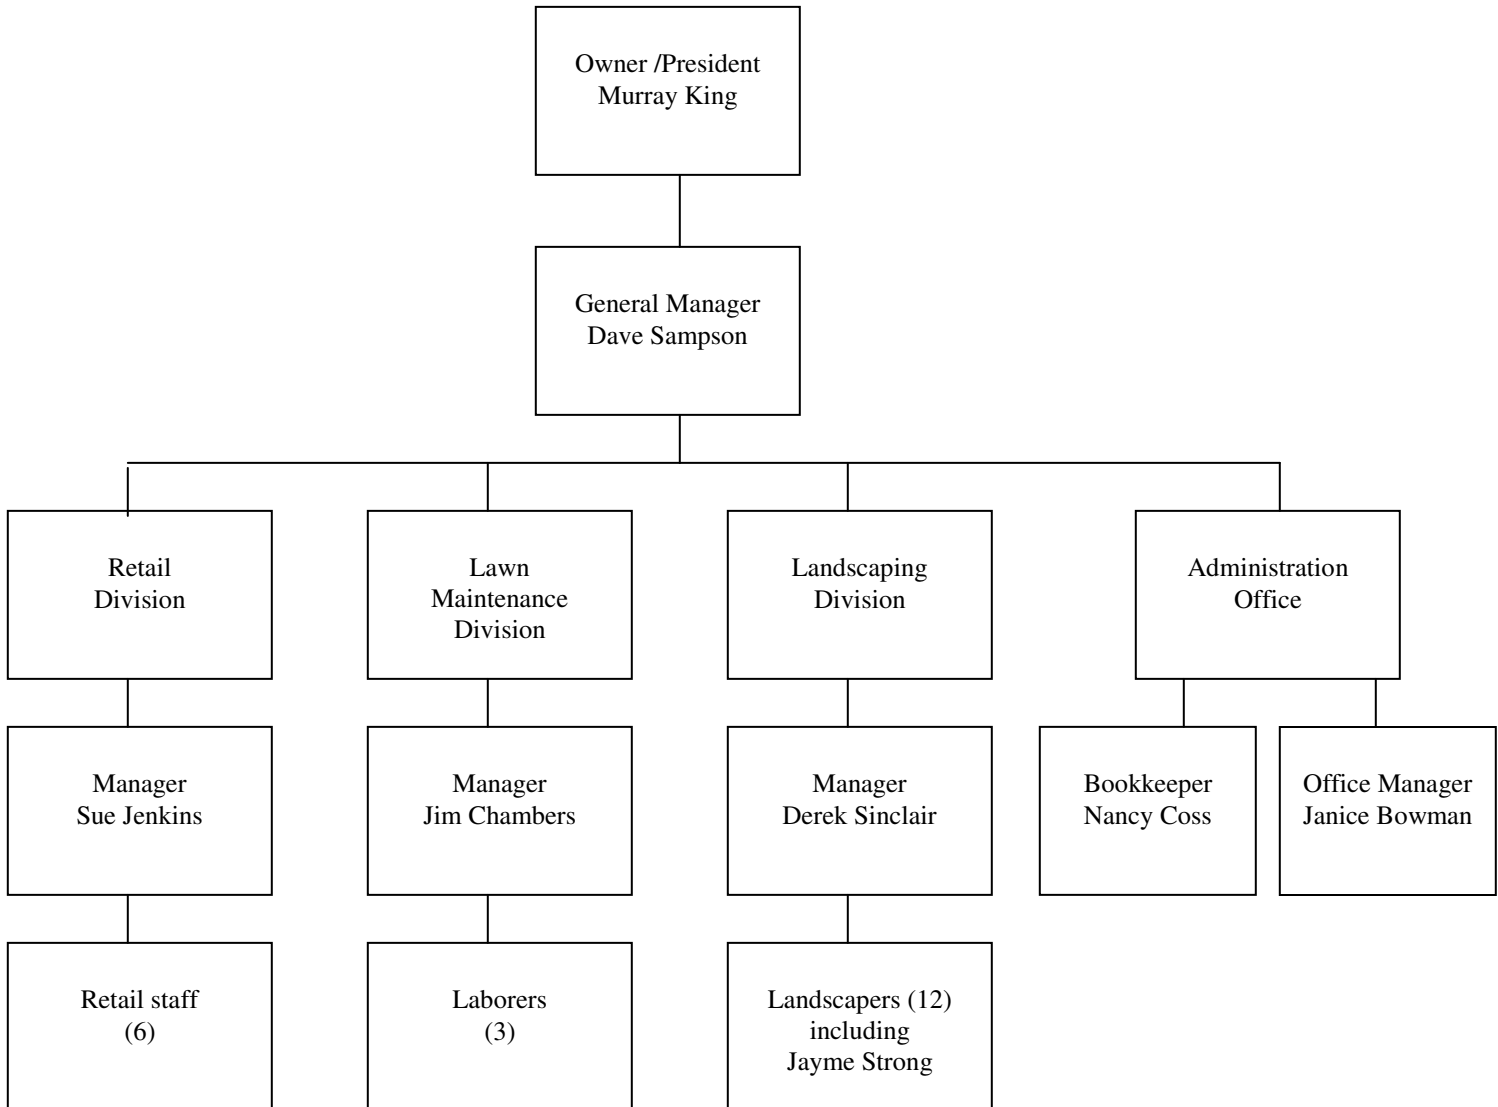 Owner /President
Murray King
General Manager
Dave Sampson
Retail
Division
Lawn
Maintenance
Division
Landscaping
Division
Administration
Office
Manager
Sue Jenkins
Manager
Jim Chambers
Manager
Derek Sinclair
Bookkeeper
Nancy Coss
Office Manager
Janice Bowman
Retail staff
(6)
Laborers
(3)
Landscapers (12)
including
Jayme Strong